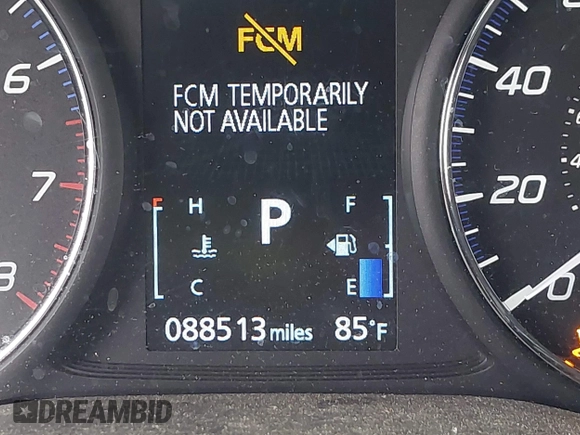 FCM
FCM TEMPORARILY
NOT AVAILABLE
6
7
8
40
20
0
H
P
F
C
E
088513 miles 85°F
DREAMBID